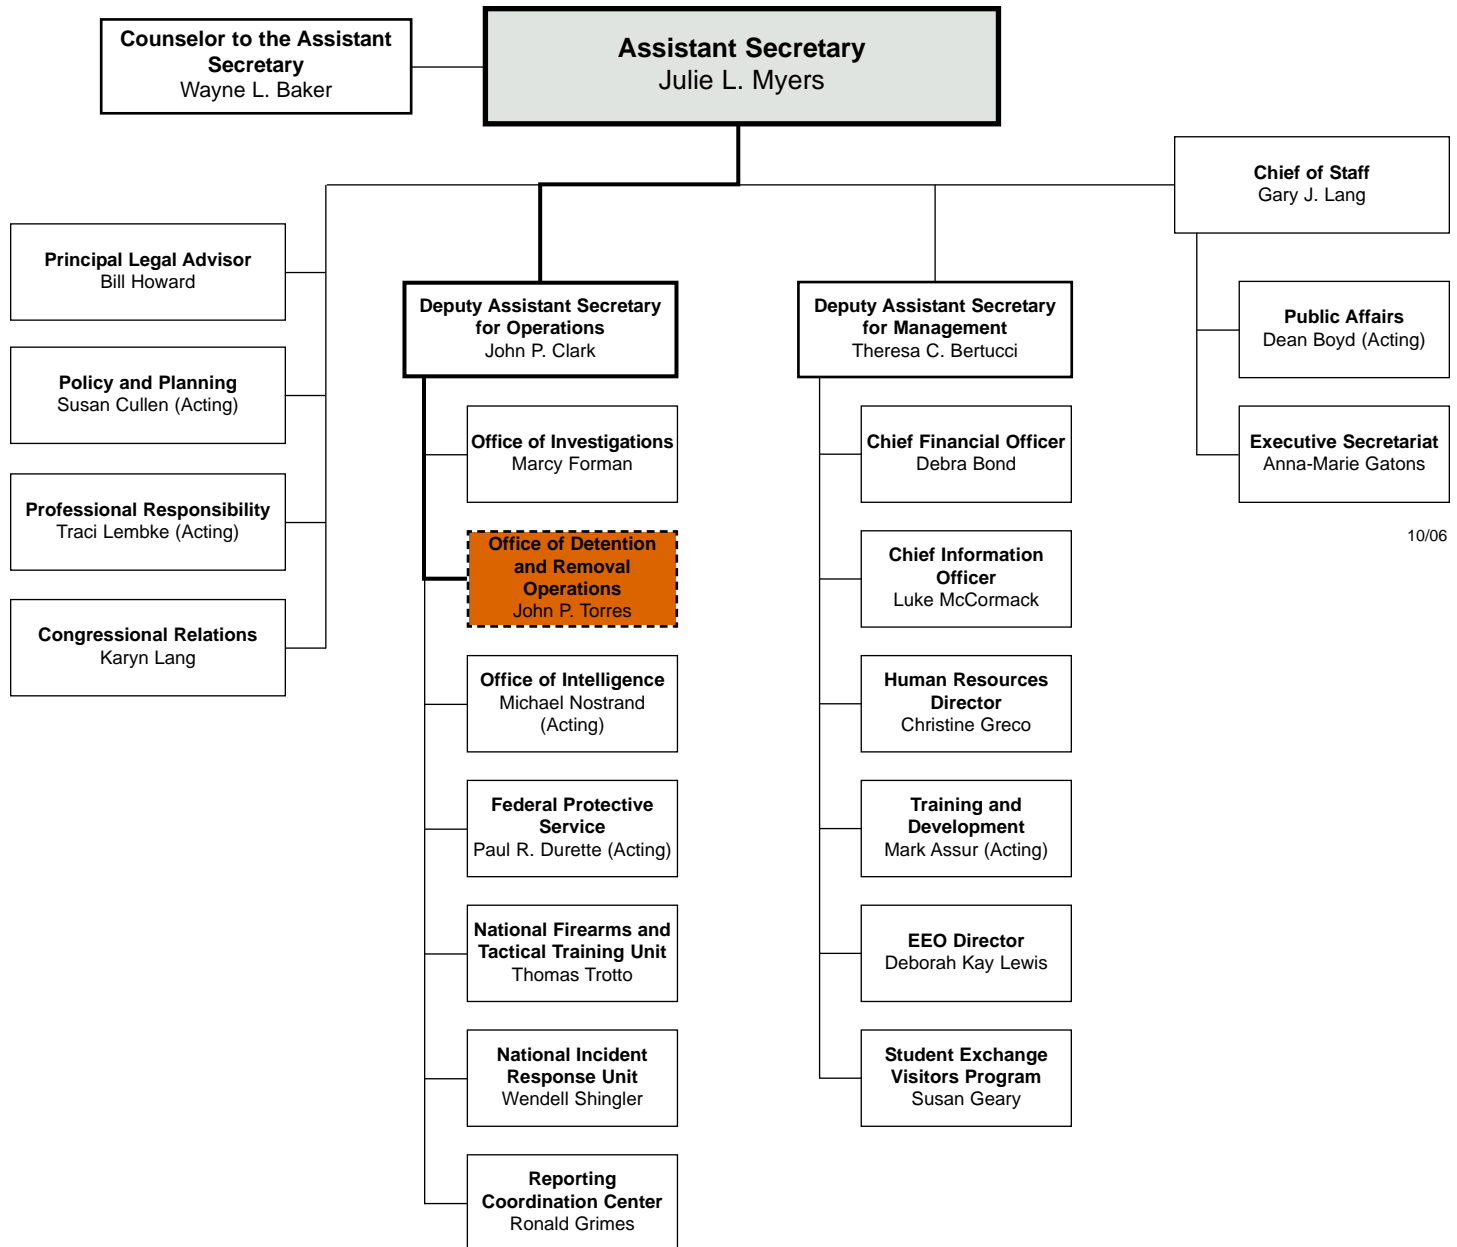 Counselor to the Assistant
Secretary
Wayne L. Baker
Assistant Secretary
Julie L. Myers
Chief of Staff
Gary J. Lang
Principal Legal Advisor
Bill Howard
Policy and Planning
Susan Cullen (Acting)
Professional Responsibility
Traci Lembke (Acting)
Congressional Relations
Karyn Lang
Deputy Assistant Secretary
for Operations
John P. Clark
Office of Investigations
Marcy Forman
Office of Detention
and Removal
Operations
John P. Torres
Office of Intelligence
Michael Nostrand
(Acting)
Federal Protective
Service
Paul R. Durette (Acting)
National Firearms and
Tactical Training Unit
Thomas Trotto
National Incident
Response Unit
Wendell Shingler
Reporting
Coordination Center
Ronald Grimes
Deputy Assistant Secretary
for Management
Theresa C. Bertucci
Chief Financial Officer
Debra Bond
Chief Information
Officer
Luke McCormack
Human Resources
Director
Christine Greco
Training and
Development
Mark Assur (Acting)
EEO Director
Deborah Kay Lewis
Student Exchange
Visitors Program
Susan Geary
Public Affairs
Dean Boyd (Acting)
Executive Secretariat
Anna-Marie Gatons
10/06